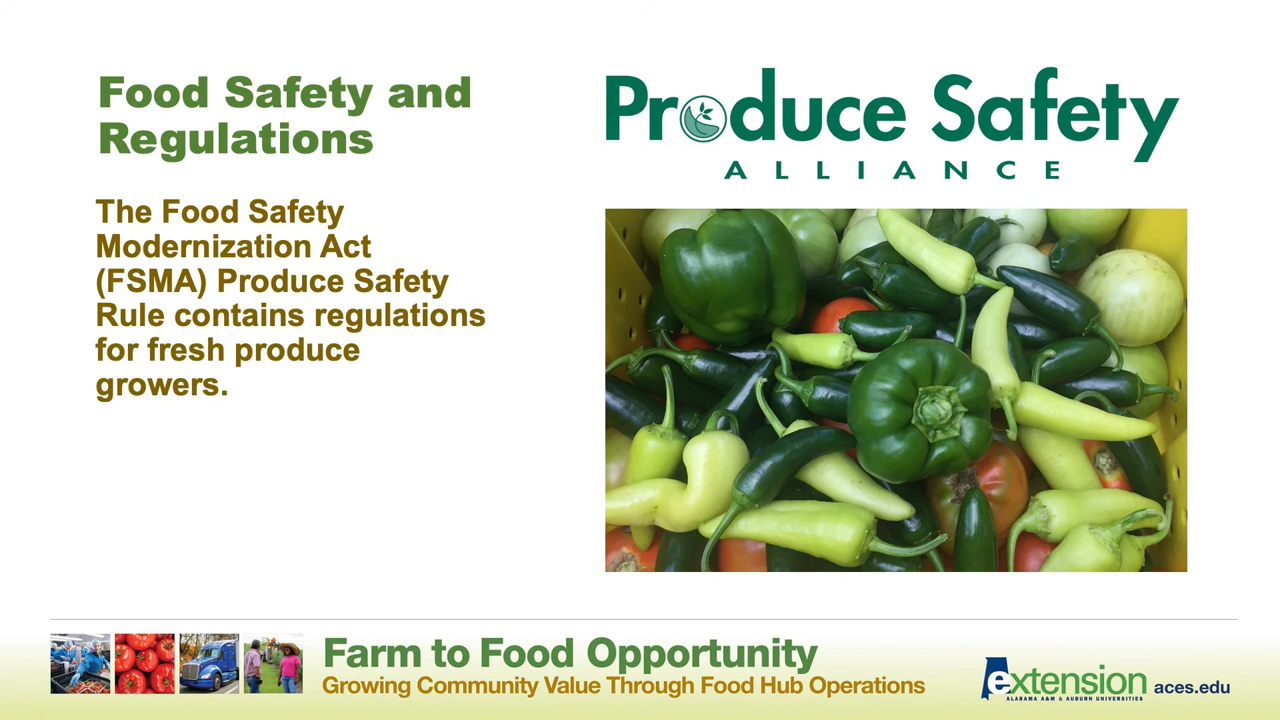 Food Safety and
Regulations
The Food Safety
Modernization Act
(FSMA) Produce Safety
Rule contains regulations
for fresh produce
growers.
Produce Safety
ALLIANCE
Farm to Food Opportunity
Growing Community Value Through Food Hub Operations
extension
ALABAMA A&M & AUBURN UNIVERSITIES
aces.edu